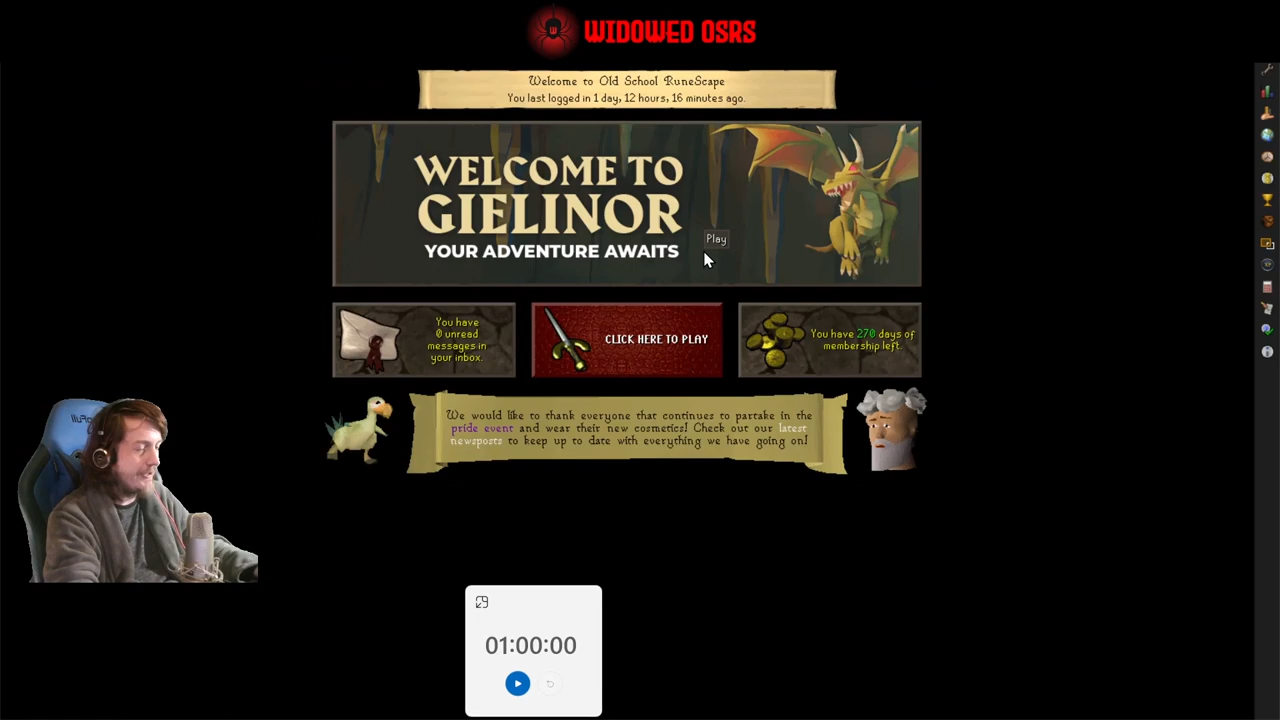 WIDOWED OSRS
Welcome to Old School RuneScape
You last logged in 1 day, 12 hours, 16 minutes ago.
WELCOME TO
GIELINOR
YOUR ADVENTURE AWAITS
Play
You have
0 unread
messages in
your inbox.
CLICK HERE TO PLAY
You have 270 days of
membership left.
We would like to thank everyone that continues to partake in the
pride event and wear their new cosmetics! Check out our latest
newsposts to keep up to date with everything we have going on!
01:00:00